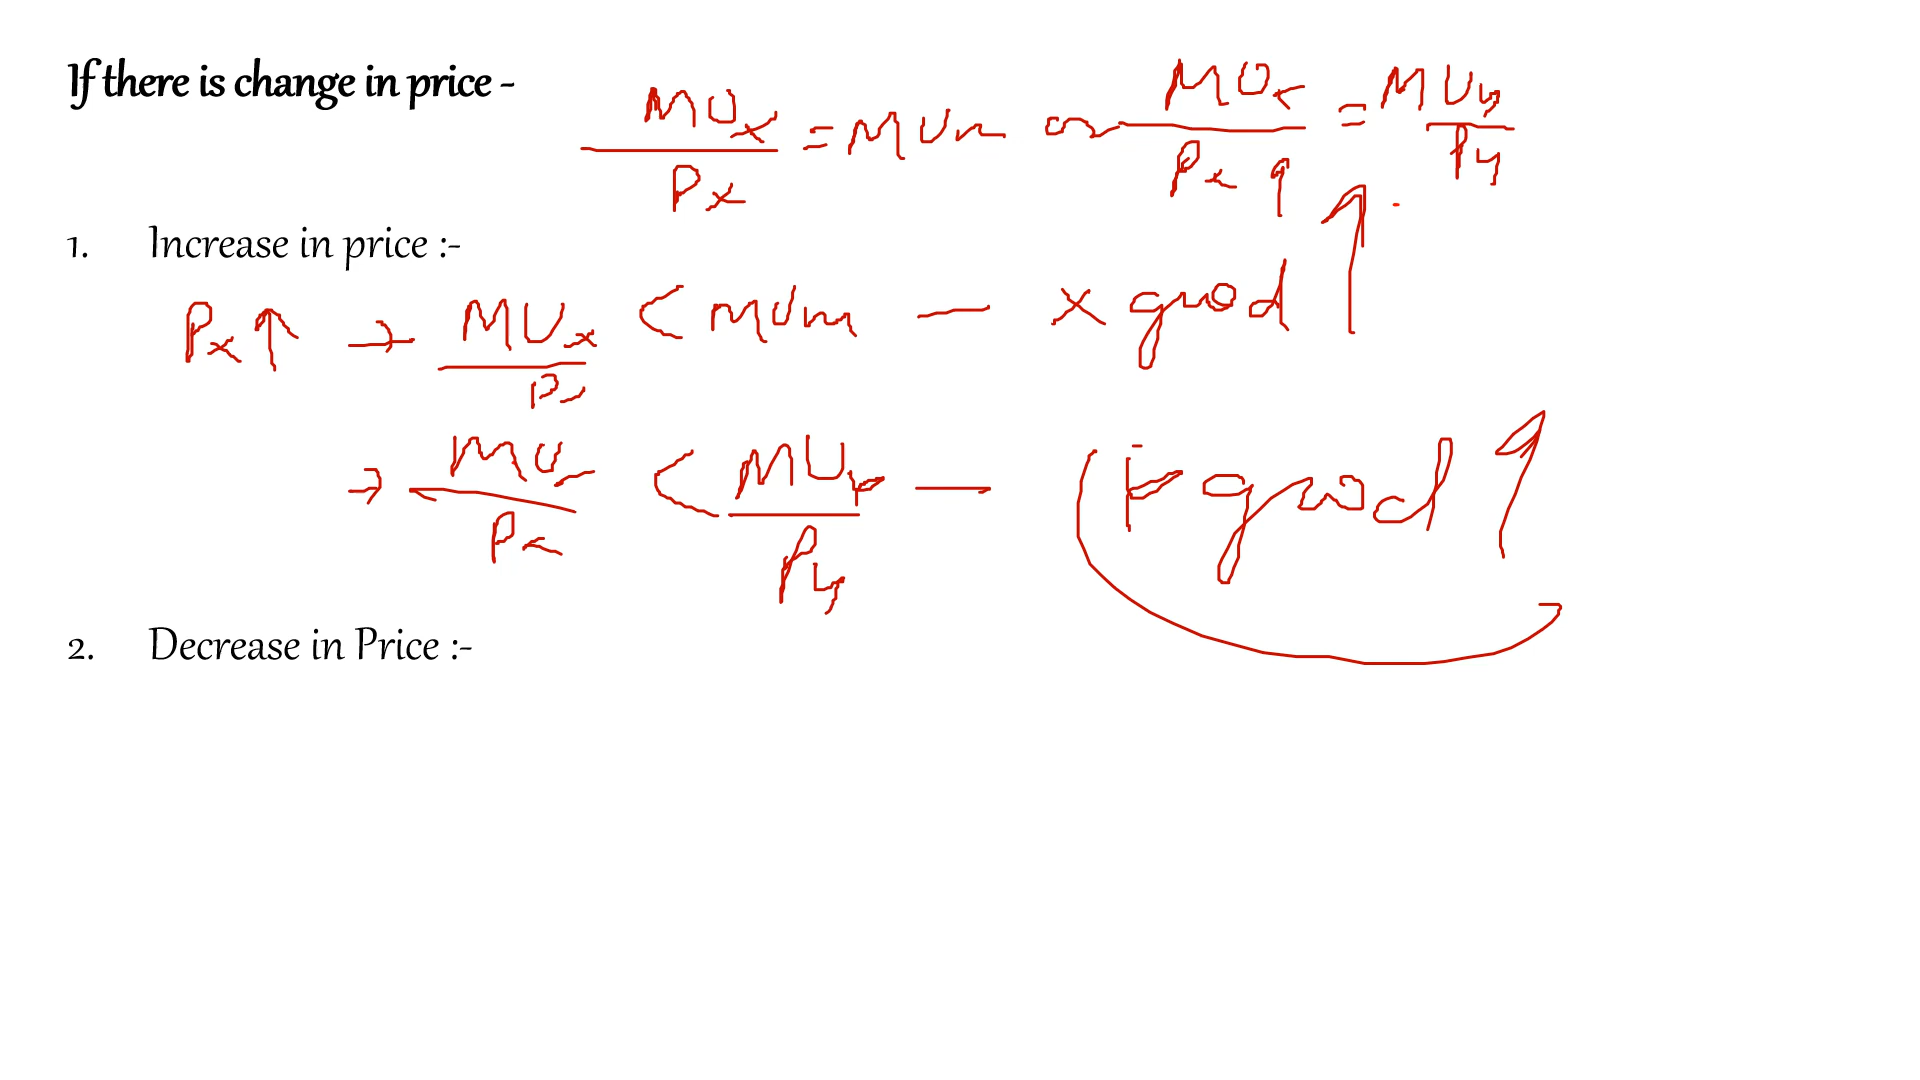 If there is change in price -
MUx / Px = MUm or MUx / Px ↑ = MUy / Py
1. Increase in price :-
Px ↑ → MUx / Px < MUm — x good ↑
→ MU / Px < MUy / Py — good ↑
2. Decrease in Price :-